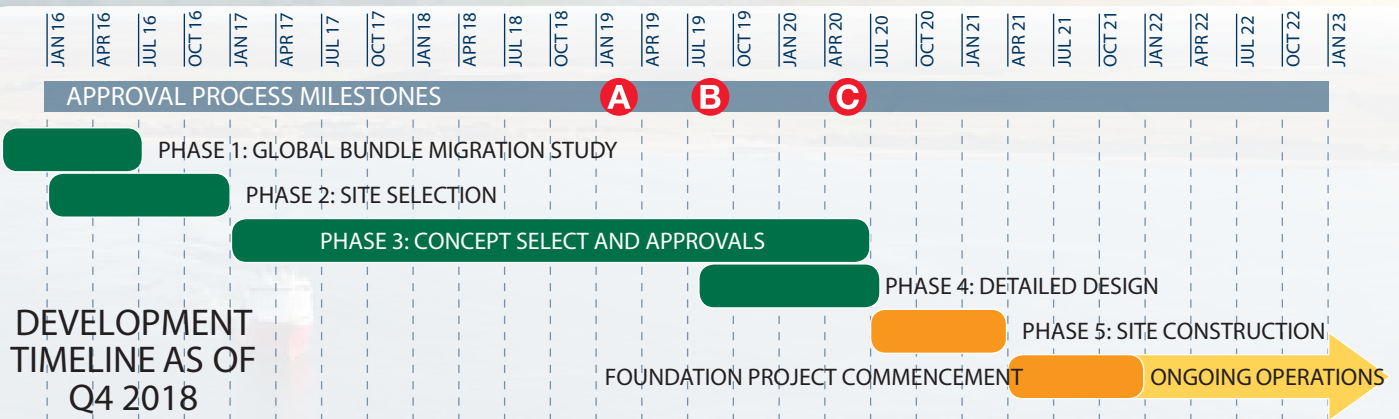 JAN 16
APR 16
JUL 16
OCT 16
JAN 17
APR 17
JUL 17
OCT 17
JAN 18
APR 18
JUL 18
OCT 18
JAN 19
APR 19
JUL 19
OCT 19
JAN 20
APR 20
JUL 20
OCT 20
JAN 21
APR 21
JUL 21
OCT 21
JAN 22
APR 22
JUL 22
OCT 22
JAN 23
APPROVAL PROCESS MILESTONES
A
B
C
PHASE 1: GLOBAL BUNDLE MIGRATION STUDY
PHASE 2: SITE SELECTION
PHASE 3: CONCEPT SELECT AND APPROVALS
PHASE 4: DETAILED DESIGN
PHASE 5: SITE CONSTRUCTION
FOUNDATION PROJECT COMMENCEMENT
ONGOING OPERATIONS
DEVELOPMENT
TIMELINE AS OF
Q4 2018